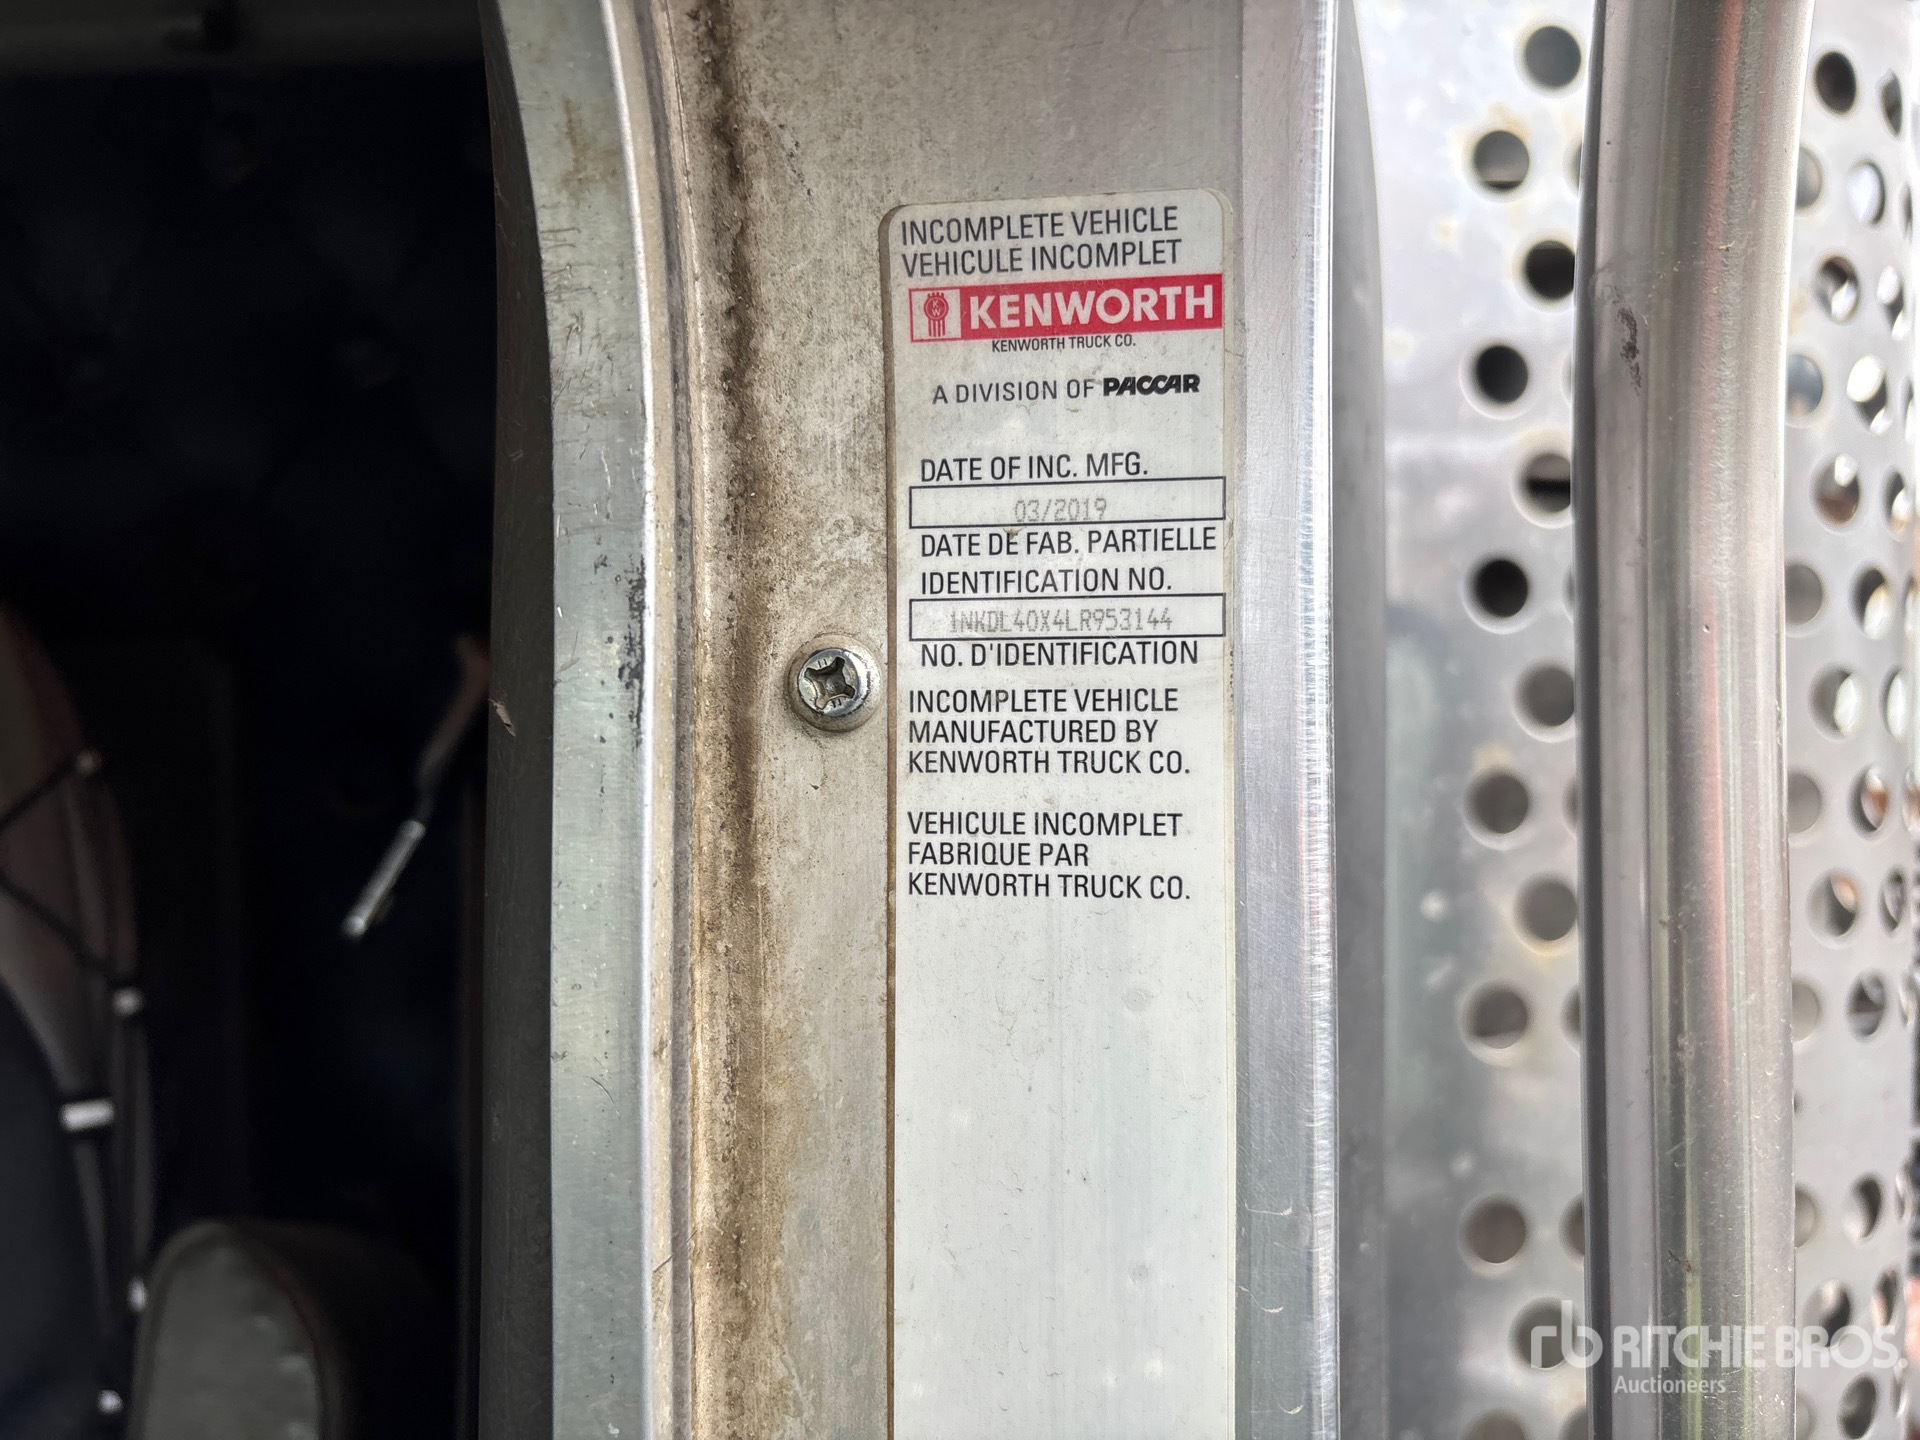 INCOMPLETE VEHICLE
VEHICULE INCOMPLET
KW KENWORTH
KENWORTH TRUCK CO.
A DIVISION OF PACCAR
DATE OF INC. MFG.
03/2019
DATE DE FAB. PARTIELLE
IDENTIFICATION NO.
1NKDL40X4LR953144
NO. D'IDENTIFICATION
INCOMPLETE VEHICLE
MANUFACTURED BY
KENWORTH TRUCK CO.
VEHICULE INCOMPLET
FABRIQUE PAR
KENWORTH TRUCK CO.
rb RITCHIE BROS.
Auctioneers